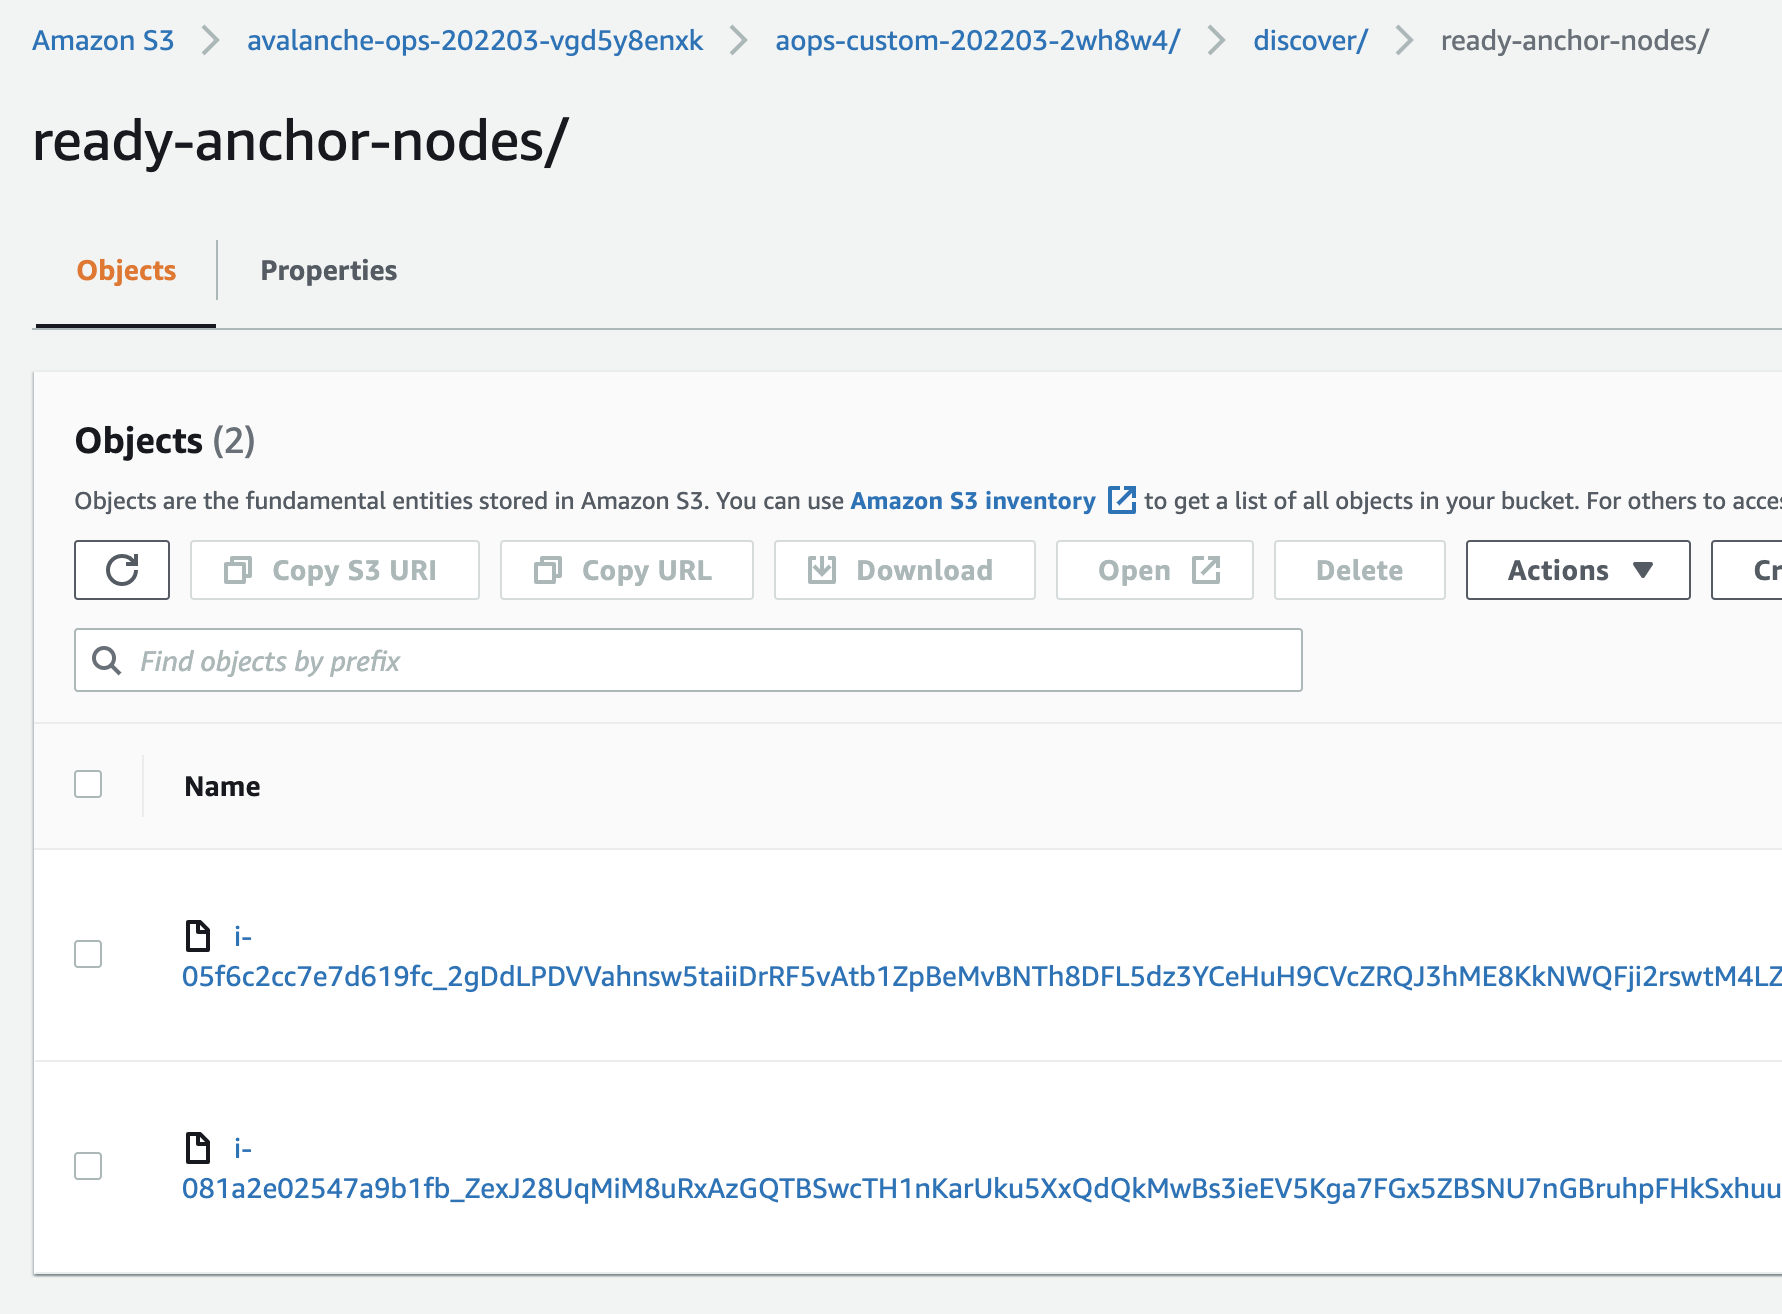 Amazon S3 > avalanche-ops-202203-vgd5y8enxk > aops-custom-202203-2wh8w4/ > discover/ > ready-anchor-nodes/
ready-anchor-nodes/
Objects Properties
Objects (2)
Objects are the fundamental entities stored in Amazon S3. You can use Amazon S3 inventory to get a list of all objects in your bucket. For others to acces
Copy S3 URI Copy URL Download Open Delete Actions Cr
Find objects by prefix
Name
i-
05f6c2cc7e7d619fc_2gDdLPDVVahnsw5taiiDrRF5vAtb1ZpBeMvBNTh8DFL5dz3YCeHuH9CVcZRQJ3hME8KkNWQFji2rswtM4LZ
i-
081a2e02547a9b1fb_ZexJ28UqMiM8uRxAzGQTBSwcTH1nKarUku5XxQdQkMwBs3ieEV5Kga7FGx5ZBSNU7nGBruhpFHkSxhuu